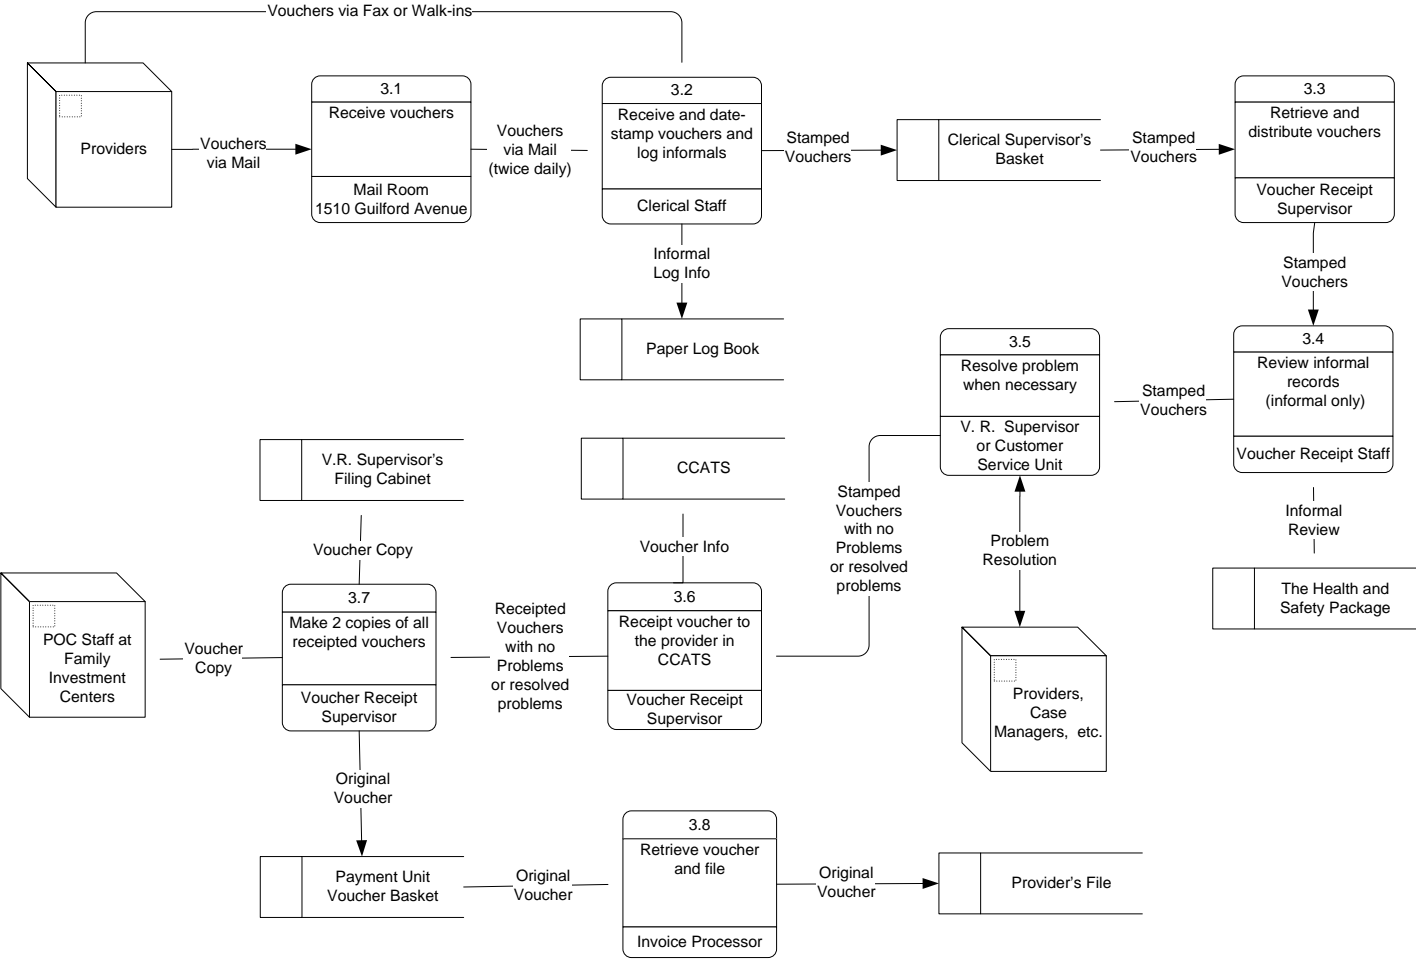 Vouchers via Fax or Walk-ins
Providers
Vouchers
via Mail
3.1
Receive vouchers
Mail Room
1510 Guilford Avenue
Vouchers
via Mail
(twice daily)
3.2
Receive and date-
stamp vouchers and
log informals
Clerical Staff
Stamped
Vouchers
Clerical Supervisor's
Basket
Stamped
Vouchers
3.3
Retrieve and
distribute vouchers
Voucher Receipt
Supervisor
Informal
Log Info
Paper Log Book
Stamped
Vouchers
3.4
Review informal
records
(informal only)
Voucher Receipt Staff
Stamped
Vouchers
3.5
Resolve problem
when necessary
V. R. Supervisor
or Customer
Service Unit
Informal
Review
The Health and
Safety Package
Problem
Resolution
Providers,
Case
Managers, etc.
Stamped
Vouchers
with no
Problems
or resolved
problems
CCATS
Voucher Info
3.6
Receipt voucher to
the provider in
CCATS
Voucher Receipt
Supervisor
Receipted
Vouchers
with no
Problems
or resolved
problems
V.R. Supervisor's
Filing Cabinet
Voucher Copy
3.7
Make 2 copies of all
receipted vouchers
Voucher Receipt
Supervisor
Voucher
Copy
POC Staff at
Family
Investment
Centers
Original
Voucher
Payment Unit
Voucher Basket
Original
Voucher
3.8
Retrieve voucher
and file
Invoice Processor
Original
Voucher
Provider's File